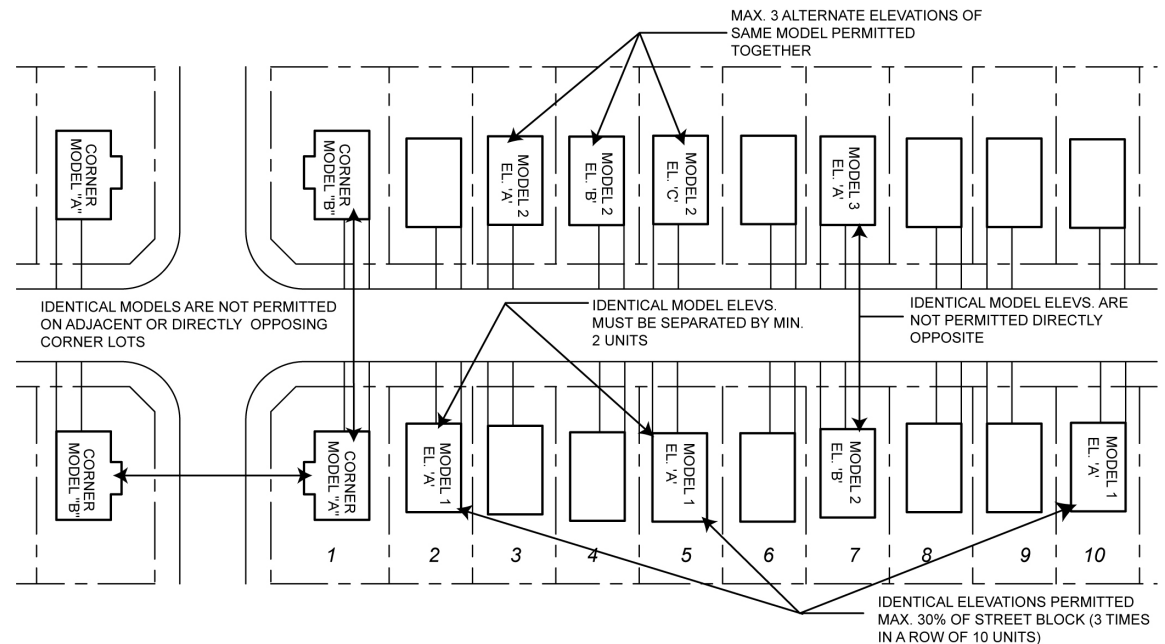 MAX. 3 ALTERNATE ELEVATIONS OF
SAME MODEL PERMITTED
TOGETHER
CORNER
MODEL "A"
CORNER
MODEL "B"
MODEL 2
EL. 'A'
MODEL 2
EL. 'B'
MODEL 2
EL. 'C'
MODEL 3
EL. 'A'
IDENTICAL MODELS ARE NOT PERMITTED
ON ADJACENT OR DIRECTLY OPPOSING
CORNER LOTS
IDENTICAL MODEL ELEVS.
MUST BE SEPARATED BY MIN.
2 UNITS
IDENTICAL MODEL ELEVS. ARE
NOT PERMITTED DIRECTLY
OPPOSITE
CORNER
MODEL "B"
CORNER
MODEL "A"
MODEL 1
EL. 'A'
MODEL 1
EL. 'A'
MODEL 2
EL. 'B'
MODEL 1
EL. 'A'
1 2 3 4 5 6 7 8 9 10
IDENTICAL ELEVATIONS PERMITTED
MAX. 30% OF STREET BLOCK (3 TIMES
IN A ROW OF 10 UNITS)